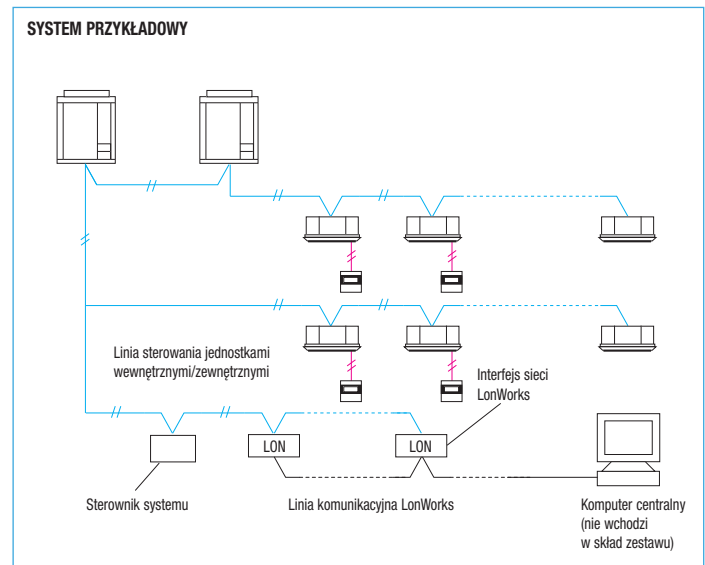 SYSTEM PRZYKŁADOWY
Linia sterowania jednostkami
wewnętrznymi/zewnętrznymi
Interfejs sieci
LonWorks
LON
LON
Sterownik systemu
Linia komunikacyjna LonWorks
Komputer centralny
(nie wchodzi
w skład zestawu)